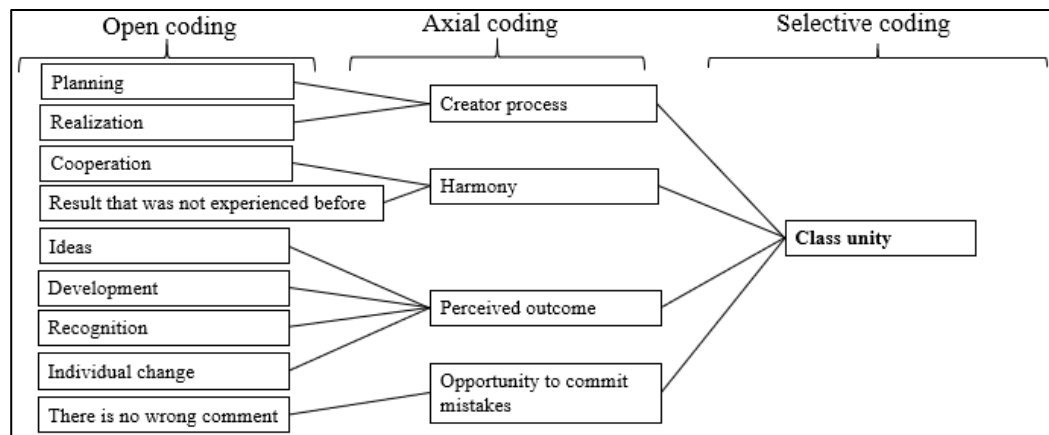 Open coding
Axial coding
Selective coding
Planning
Realization
Cooperation
Result that was not experienced before
Ideas
Development
Recognition
Individual change
There is no wrong comment
Creator process
Harmony
Perceived outcome
Opportunity to commit
mistakes
Class unity